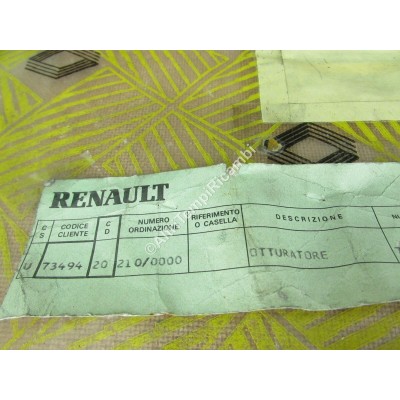 RENAULT
C S CODICE CLIENTE C D NUMERO ORDINAZIONE RIFERIMENTO O CASELLA DESCRIZIONE
U 73494 20 210/0000 OTTURATORE